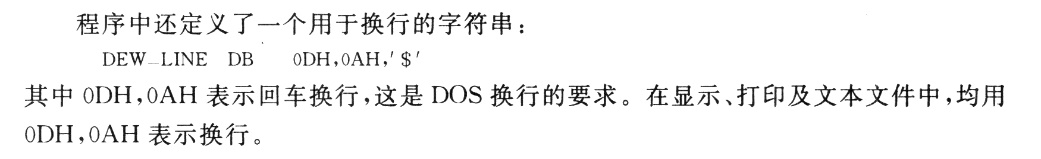 程序中还定义了一个用于换行的字符串：
DEW-LINE DB 0DH,0AH,'$'
其中 0DH,0AH 表示回车换行,这是 DOS 换行的要求。在显示、打印及文本文件中,均用
0DH,0AH 表示换行。